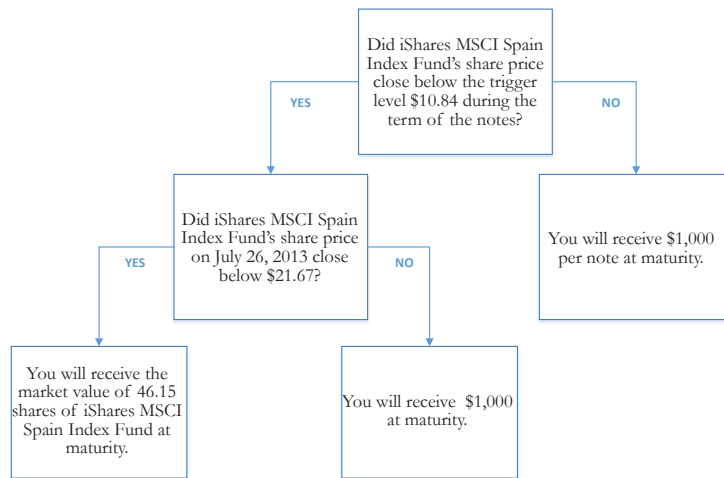 Did iShares MSCI Spain
Index Fund's share price
close below the trigger
level $10.84 during the
term of the notes?
YES
NO
Did iShares MSCI Spain
Index Fund's share price
on July 26, 2013 close
below $21.67?
You will receive $1,000
per note at maturity.
YES
NO
You will receive the
market value of 46.15
shares of iShares MSCI
Spain Index Fund at
maturity.
You will receive $1,000
at maturity.